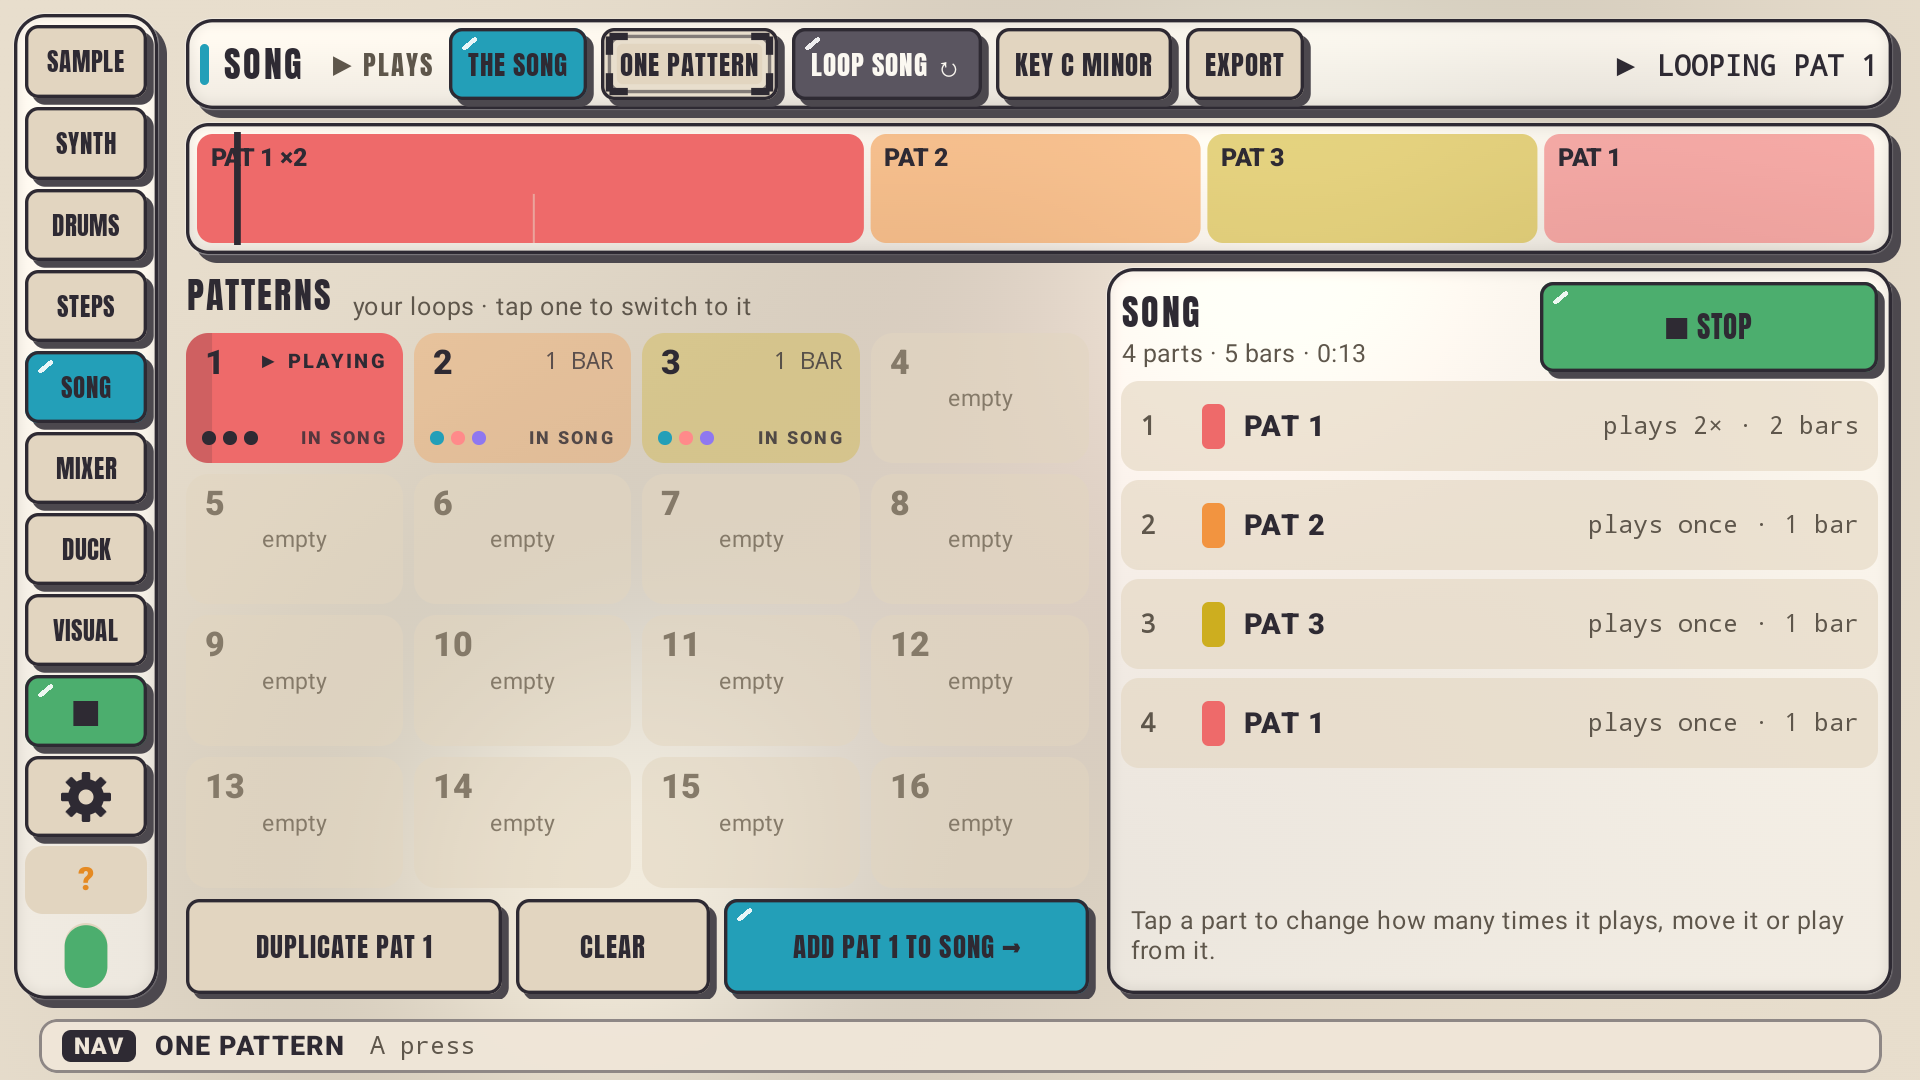 SAMPLE
SYNTH
DRUMS
STEPS
SONG
MIXER
DUCK
VISUAL
?
SONG ▶ PLAYS THE SONG ONE PATTERN LOOP SONG ↻ KEY C MINOR EXPORT ▶ LOOPING PAT 1
PAT 1 ×2 PAT 2 PAT 3 PAT 1
PATTERNS your loops · tap one to switch to it
1 ▶ PLAYING IN SONG
2 1 BAR IN SONG
3 1 BAR IN SONG
4 empty
5 empty
6 empty
7 empty
8 empty
9 empty
10 empty
11 empty
12 empty
13 empty
14 empty
15 empty
16 empty
DUPLICATE PAT 1 CLEAR ADD PAT 1 TO SONG →
SONG
4 parts · 5 bars · 0:13
■ STOP
1 PAT 1 plays 2× · 2 bars
2 PAT 2 plays once · 1 bar
3 PAT 3 plays once · 1 bar
4 PAT 1 plays once · 1 bar
Tap a part to change how many times it plays, move it or play
from it.
NAV ONE PATTERN A press